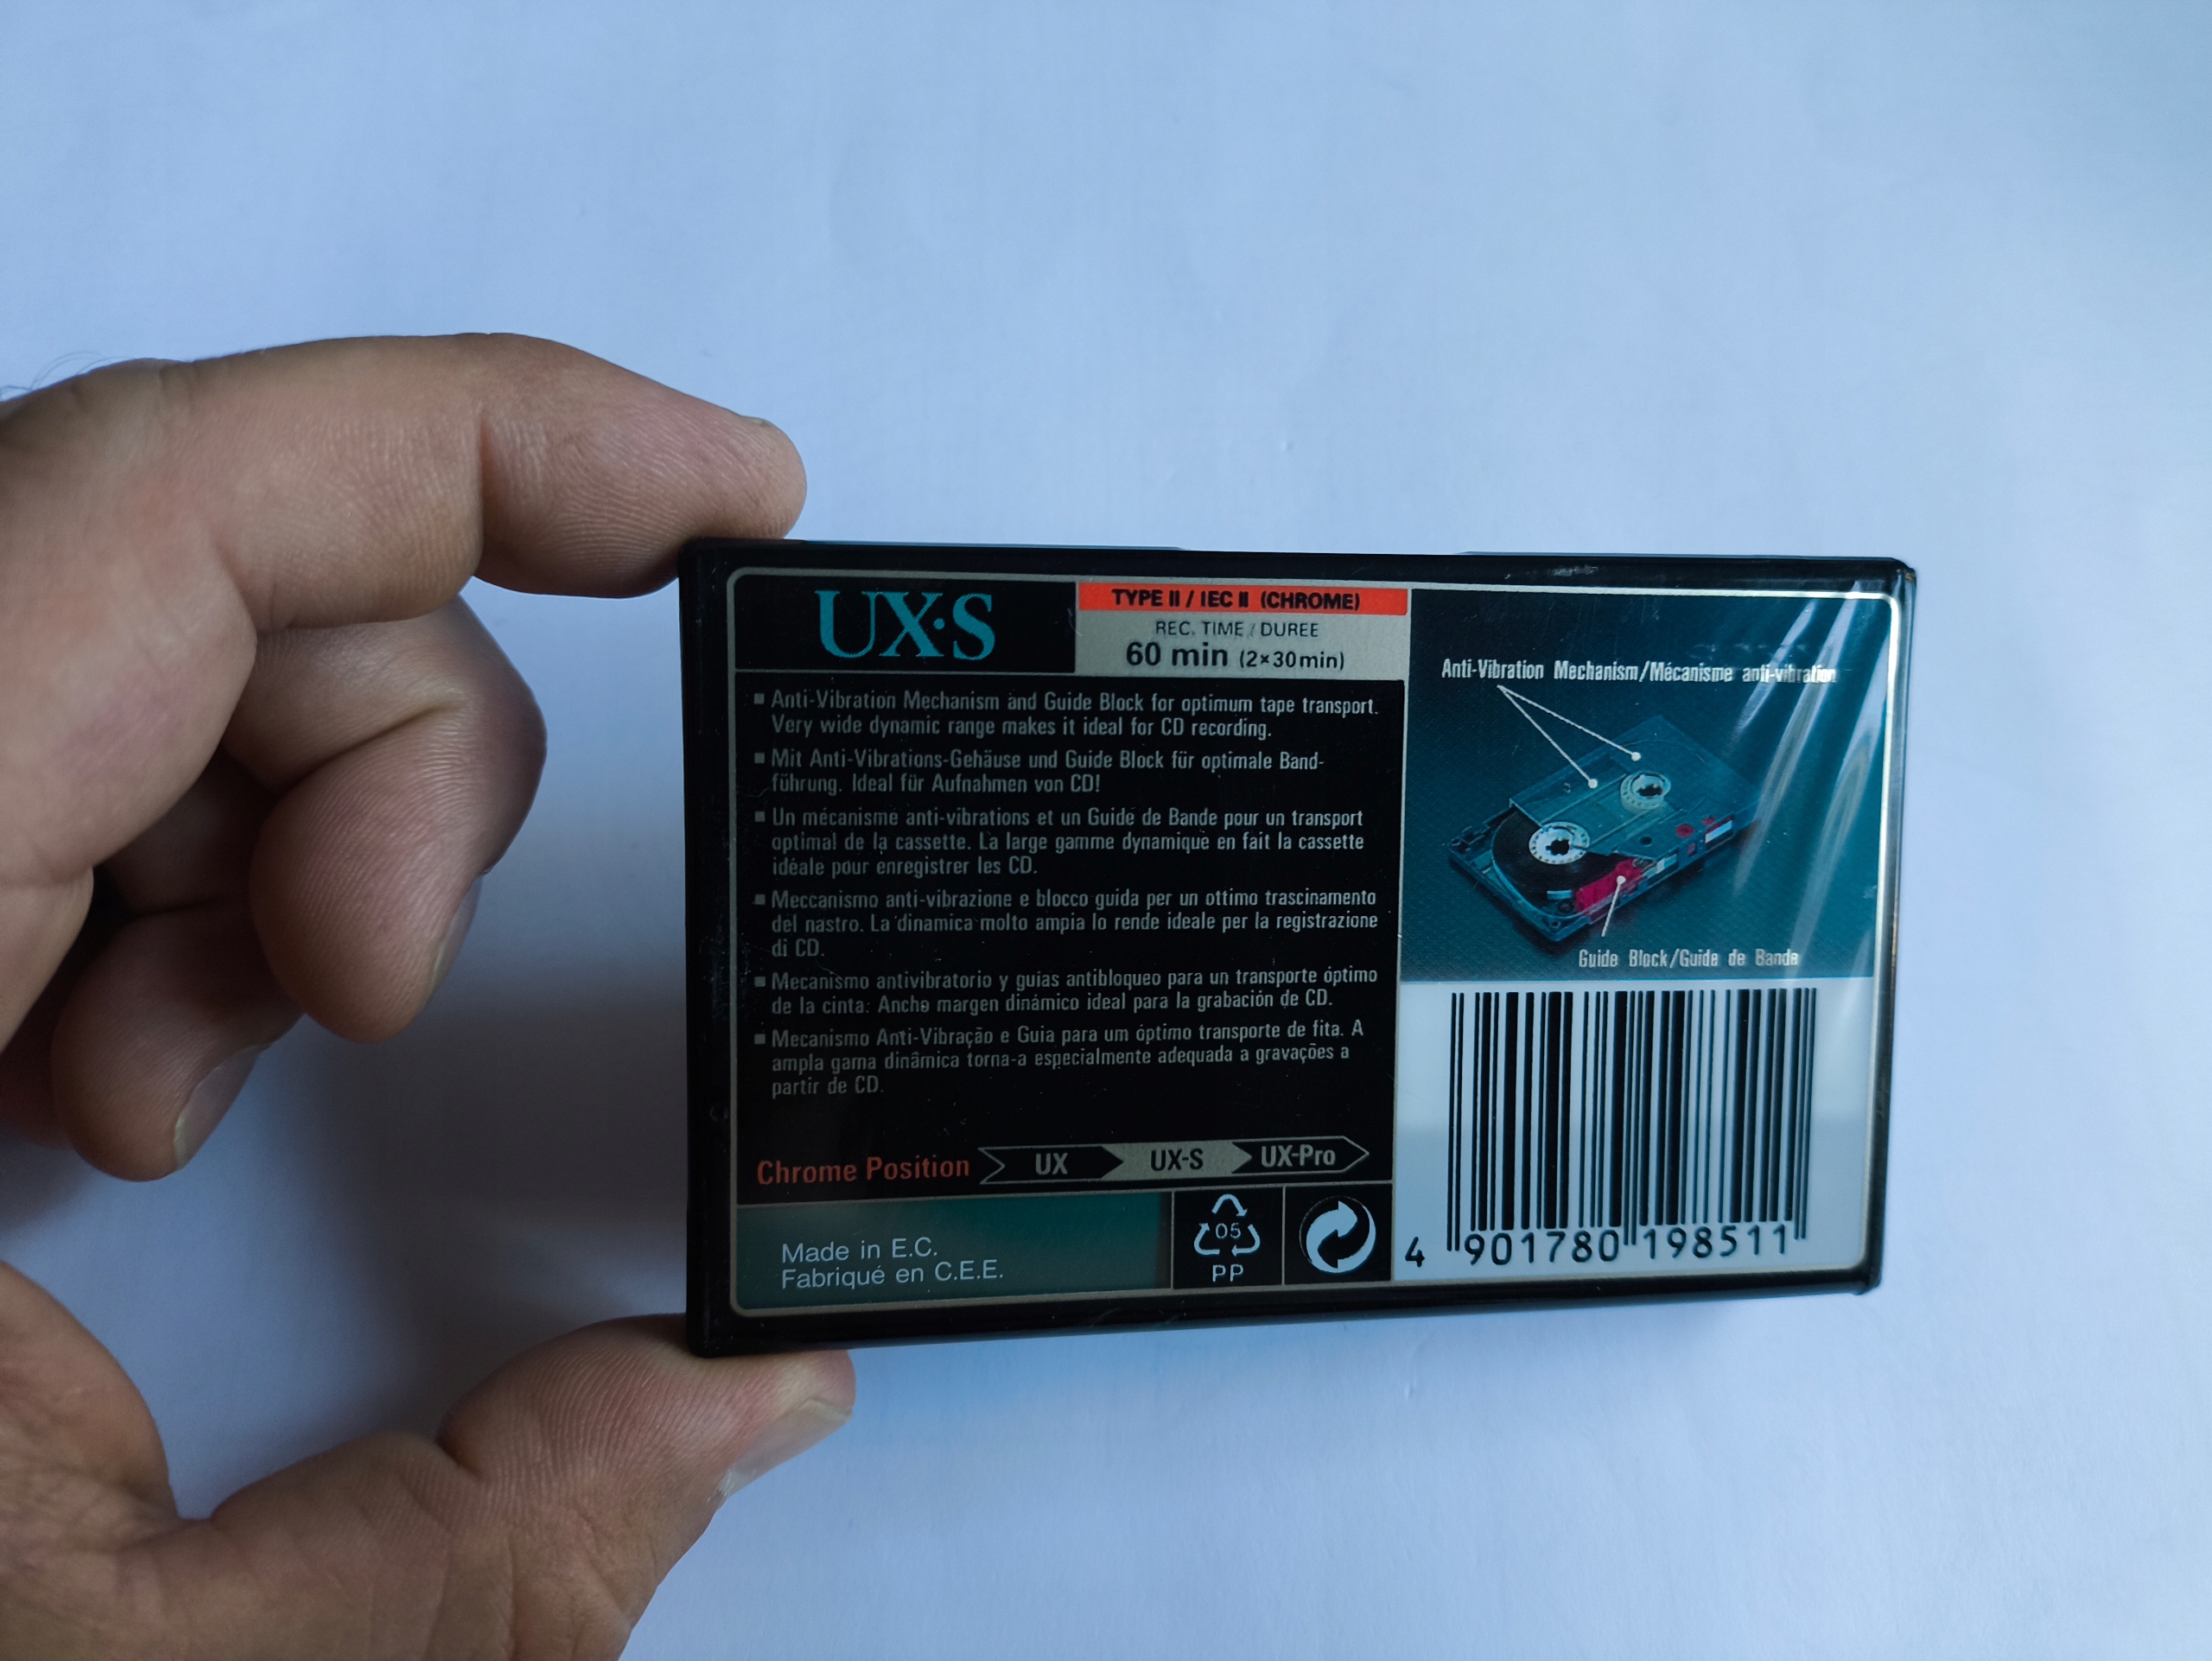 UX·S
TYPE II / IEC II (CHROME)
REC. TIME / DUREE
60 min (2×30min)
▪ Anti-Vibration Mechanism and Guide Block for optimum tape transport.
Very wide dynamic range makes it ideal for CD recording.
▪ Mit Anti-Vibrations-Gehäuse und Guide Block für optimale Band-
führung. Ideal für Aufnahmen von CD!
▪ Un mécanisme anti-vibrations et un Guide de Bande pour un transport
optimal de la cassette. La large gamme dynamique en fait la cassette
idéale pour enregistrer les CD.
▪ Meccanismo anti-vibrazione e blocco guida per un ottimo trascinamento
del nastro. La dinamica molto ampia lo rende ideale per la registrazione
di CD.
▪ Mecanismo antivibratorio y guias antibloqueo para un transporte óptimo
de la cinta: Ancho margen dinámico ideal para la grabación de CD.
▪ Mecanismo Anti-Vibração e Guia para um óptimo transporte de fita. A
ampla gama dinâmica torna-a especialmente adequada a gravações a
partir de CD.
Chrome Position UX UX-S UX-Pro
Made in E.C.
Fabriqué en C.E.E.
05
PP
Anti-Vibration Mechanism/Mécanisme anti-vibration
Guide Block/Guide de Bande
4 901780 198511